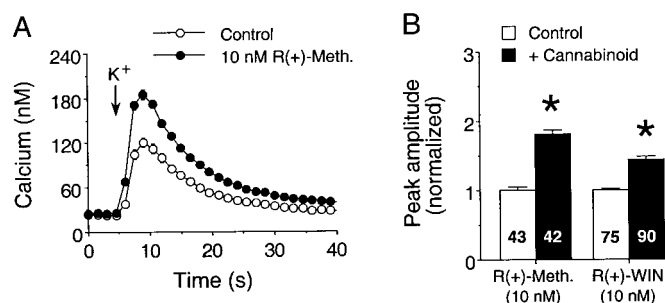 A
Control
10 nM R(+)-Meth.
K+
Calcium (nM)
240
180
120
60
0
0 10 20 30 40
Time (s)
B
Control
+ Cannabinoid
Peak amplitude
(normalized)
3
2
1
0
*
*
43 42 75 90
R(+)-Meth. R(+)-WIN
(10 nM) (10 nM)